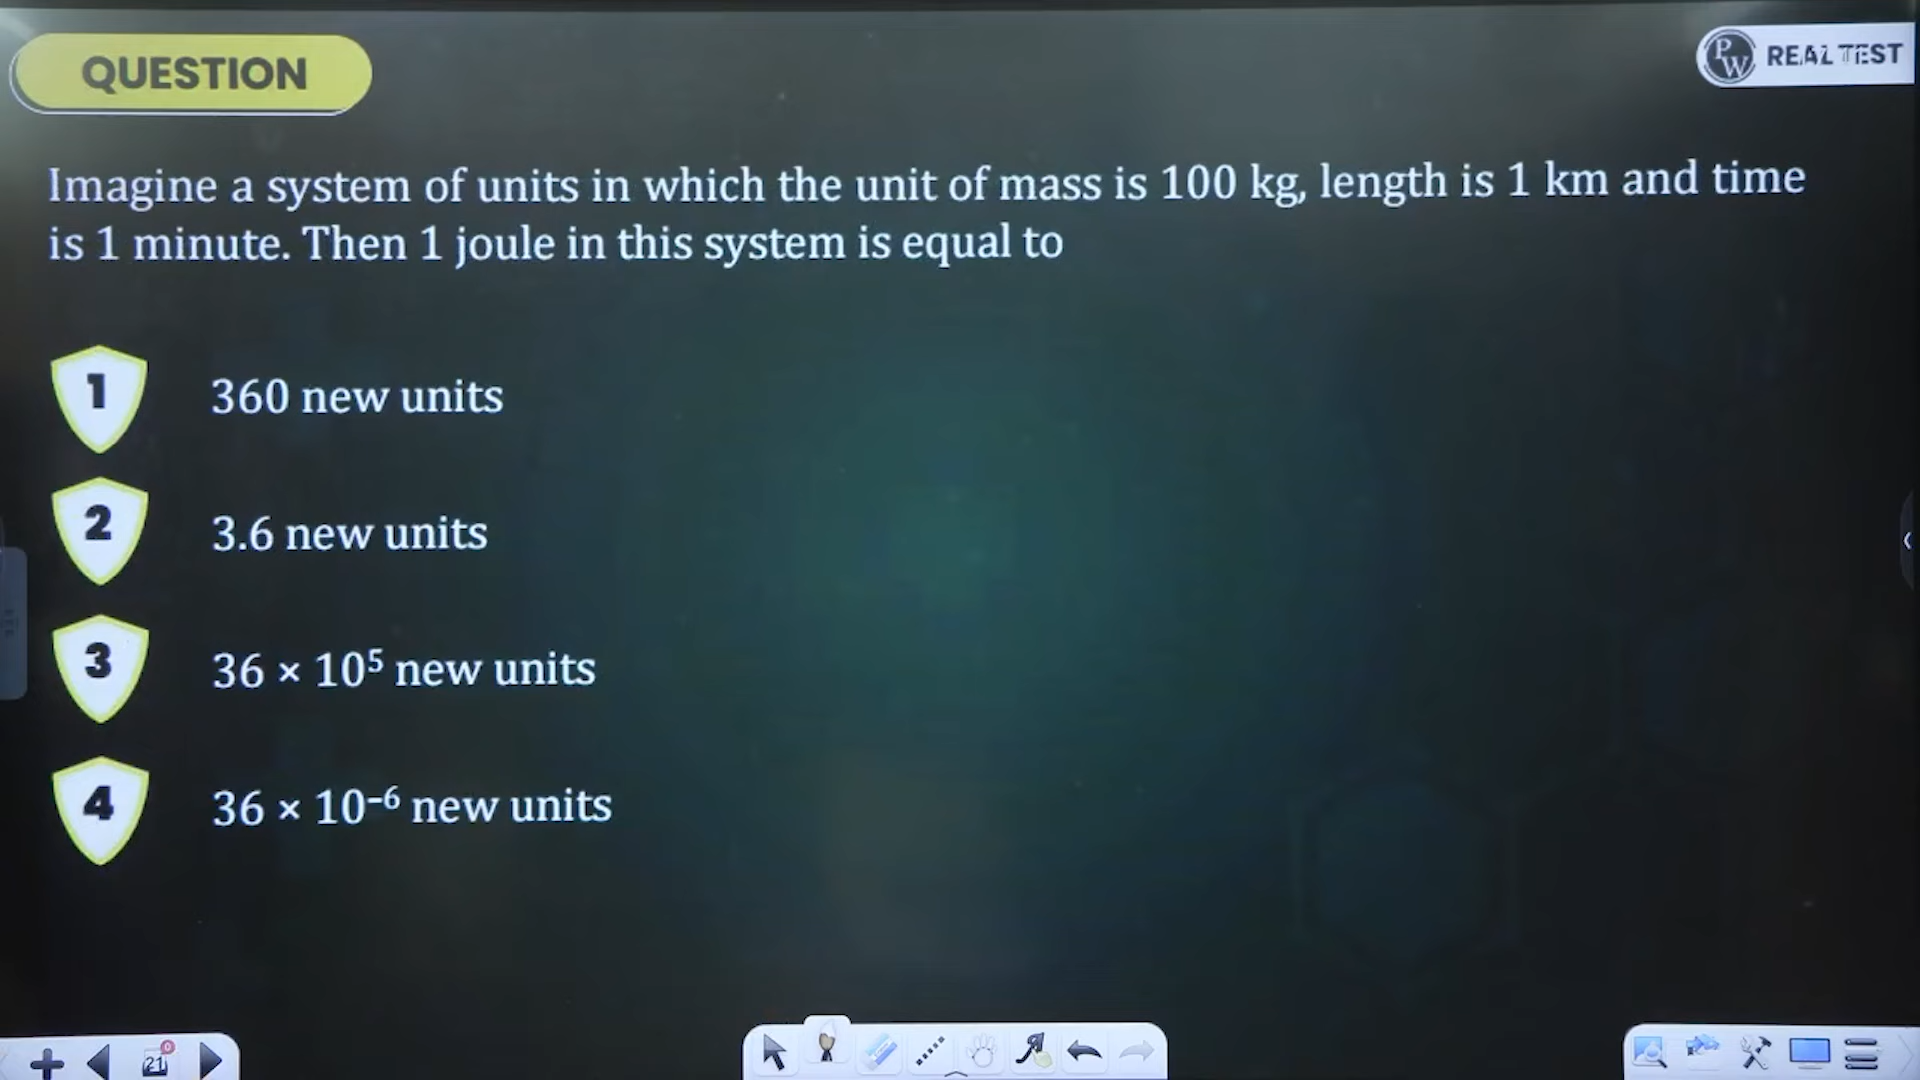 QUESTION
PW REAL TEST
Imagine a system of units in which the unit of mass is 100 kg, length is 1 km and time
is 1 minute. Then 1 joule in this system is equal to
1 360 new units
2 3.6 new units
3 36 × 10⁵ new units
4 36 × 10⁻⁶ new units
21 0